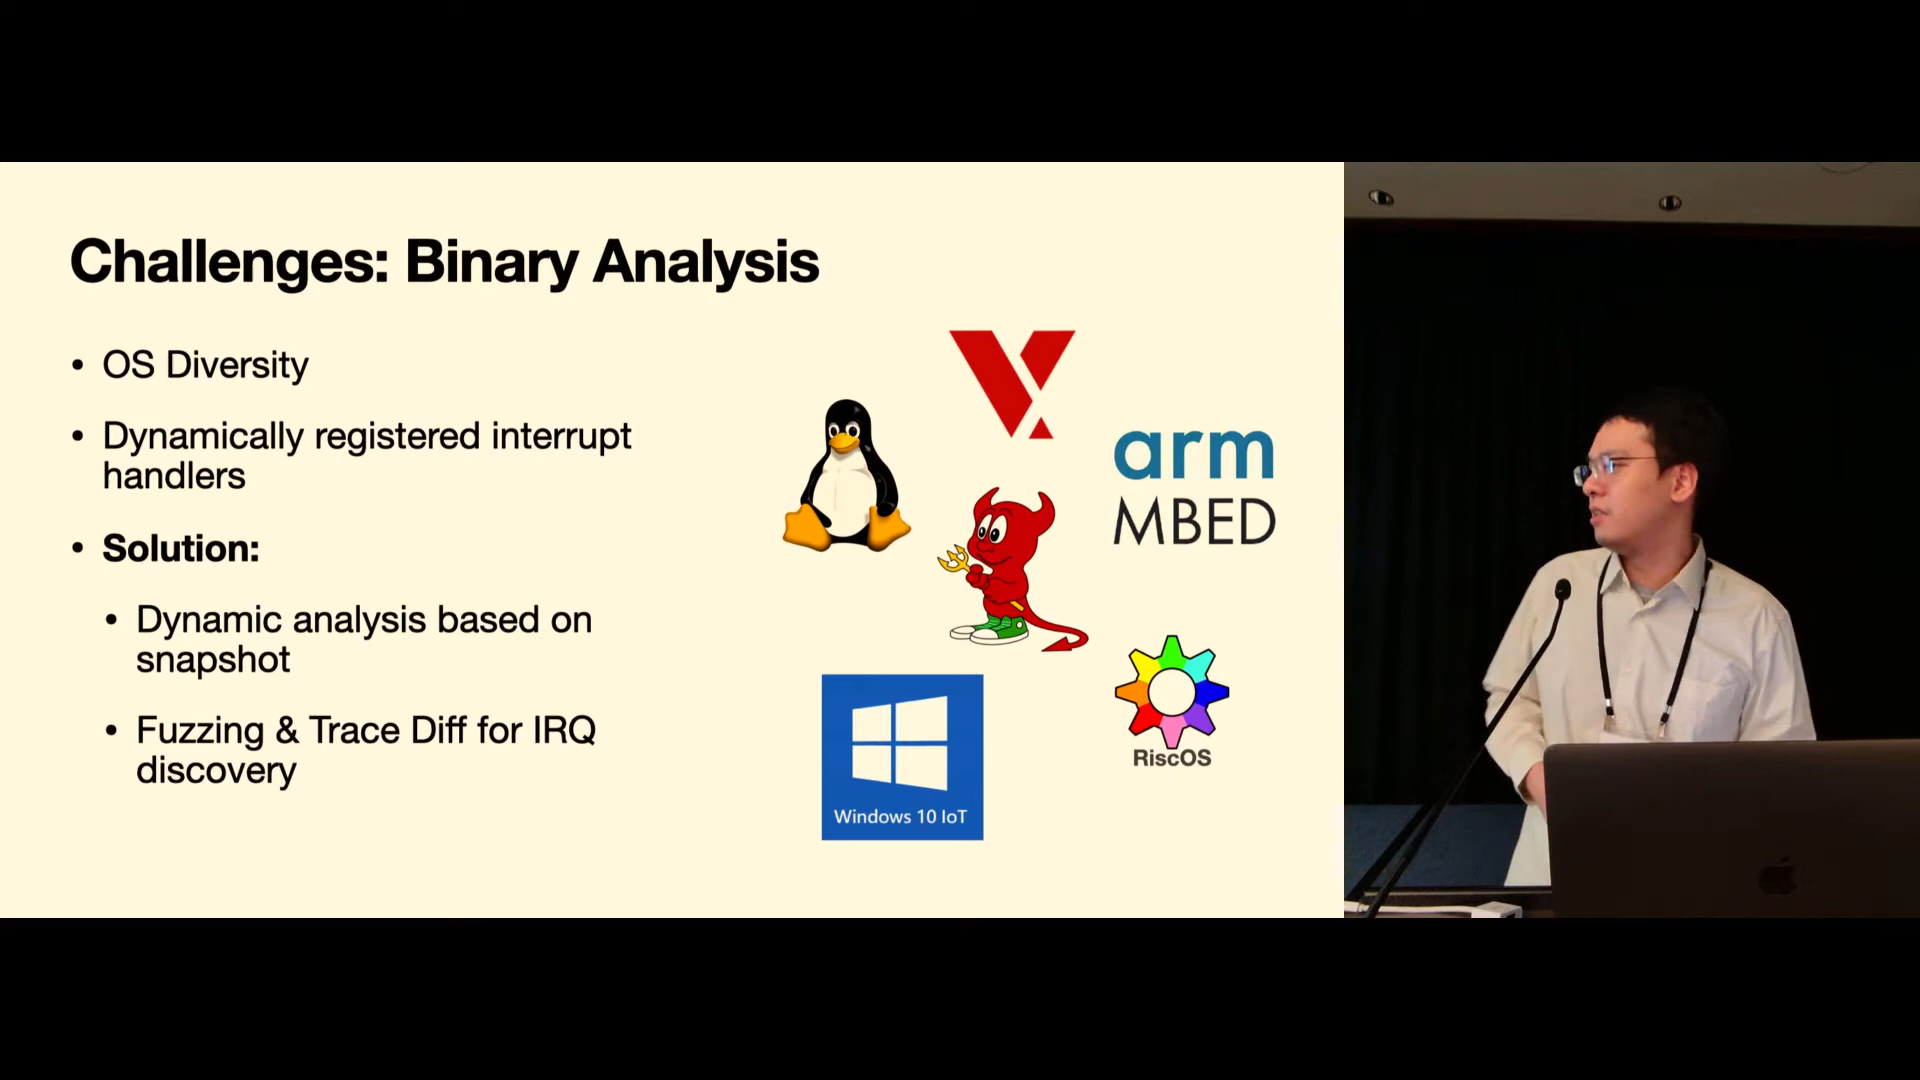 Challenges: Binary Analysis
• OS Diversity
• Dynamically registered interrupt
handlers
• Solution:
• Dynamic analysis based on
snapshot
• Fuzzing & Trace Diff for IRQ
discovery
arm
MBED
RiscOS
Windows 10 IoT